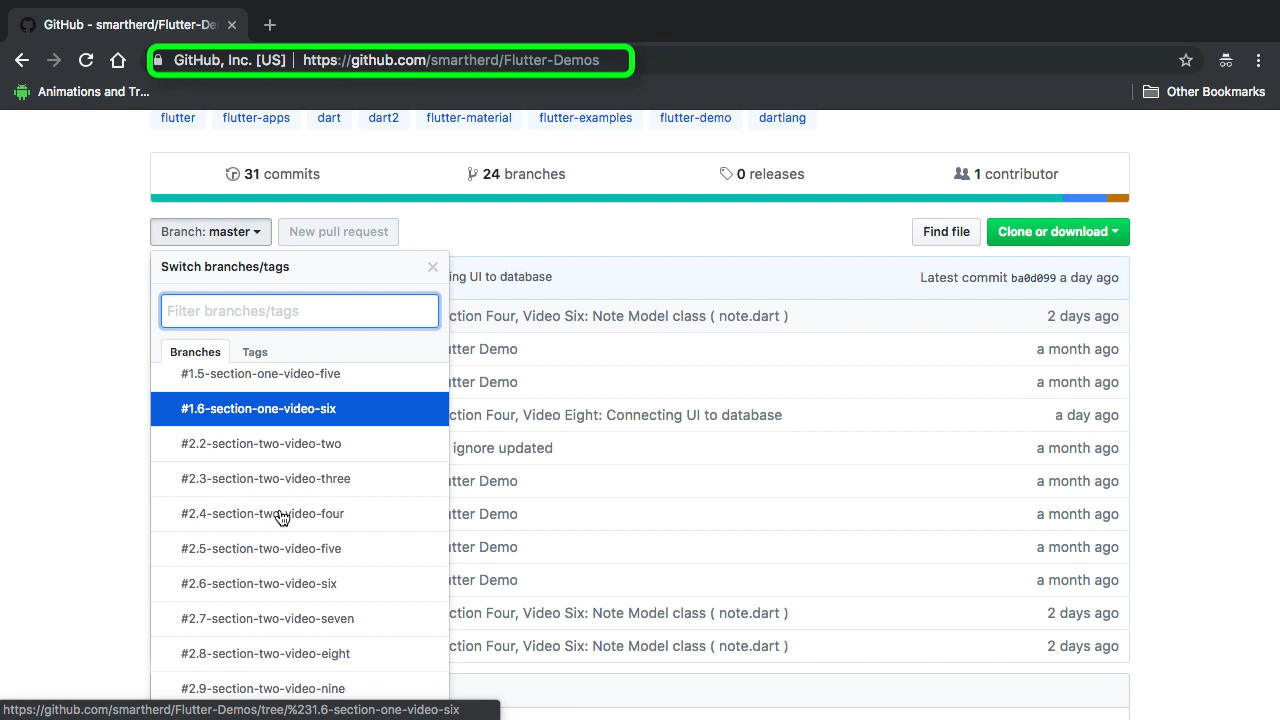 GitHub - smartherd/Flutter-De
GitHub, Inc. [US] | https://github.com/smartherd/Flutter-Demos
Animations and Tr...
Other Bookmarks
flutter flutter-apps dart dart2 flutter-material flutter-examples flutter-demo dartlang
31 commits 24 branches 0 releases 1 contributor
Branch: master New pull request Find file Clone or download
Switch branches/tags
ing UI to database Latest commit ba0d099 a day ago
Filter branches/tags
ction Four, Video Six: Note Model class ( note.dart ) 2 days ago
Branches Tags
utter Demo a month ago
#1.5-section-one-video-five
utter Demo a month ago
#1.6-section-one-video-six
ction Four, Video Eight: Connecting UI to database a day ago
#2.2-section-two-video-two
ignore updated a month ago
#2.3-section-two-video-three
utter Demo a month ago
#2.4-section-two-video-four
utter Demo a month ago
#2.5-section-two-video-five
utter Demo a month ago
#2.6-section-two-video-six
utter Demo a month ago
#2.7-section-two-video-seven
ction Four, Video Six: Note Model class ( note.dart ) 2 days ago
#2.8-section-two-video-eight
ction Four, Video Six: Note Model class ( note.dart ) 2 days ago
#2.9-section-two-video-nine
https://github.com/smartherd/Flutter-Demos/tree/%231.6-section-one-video-six